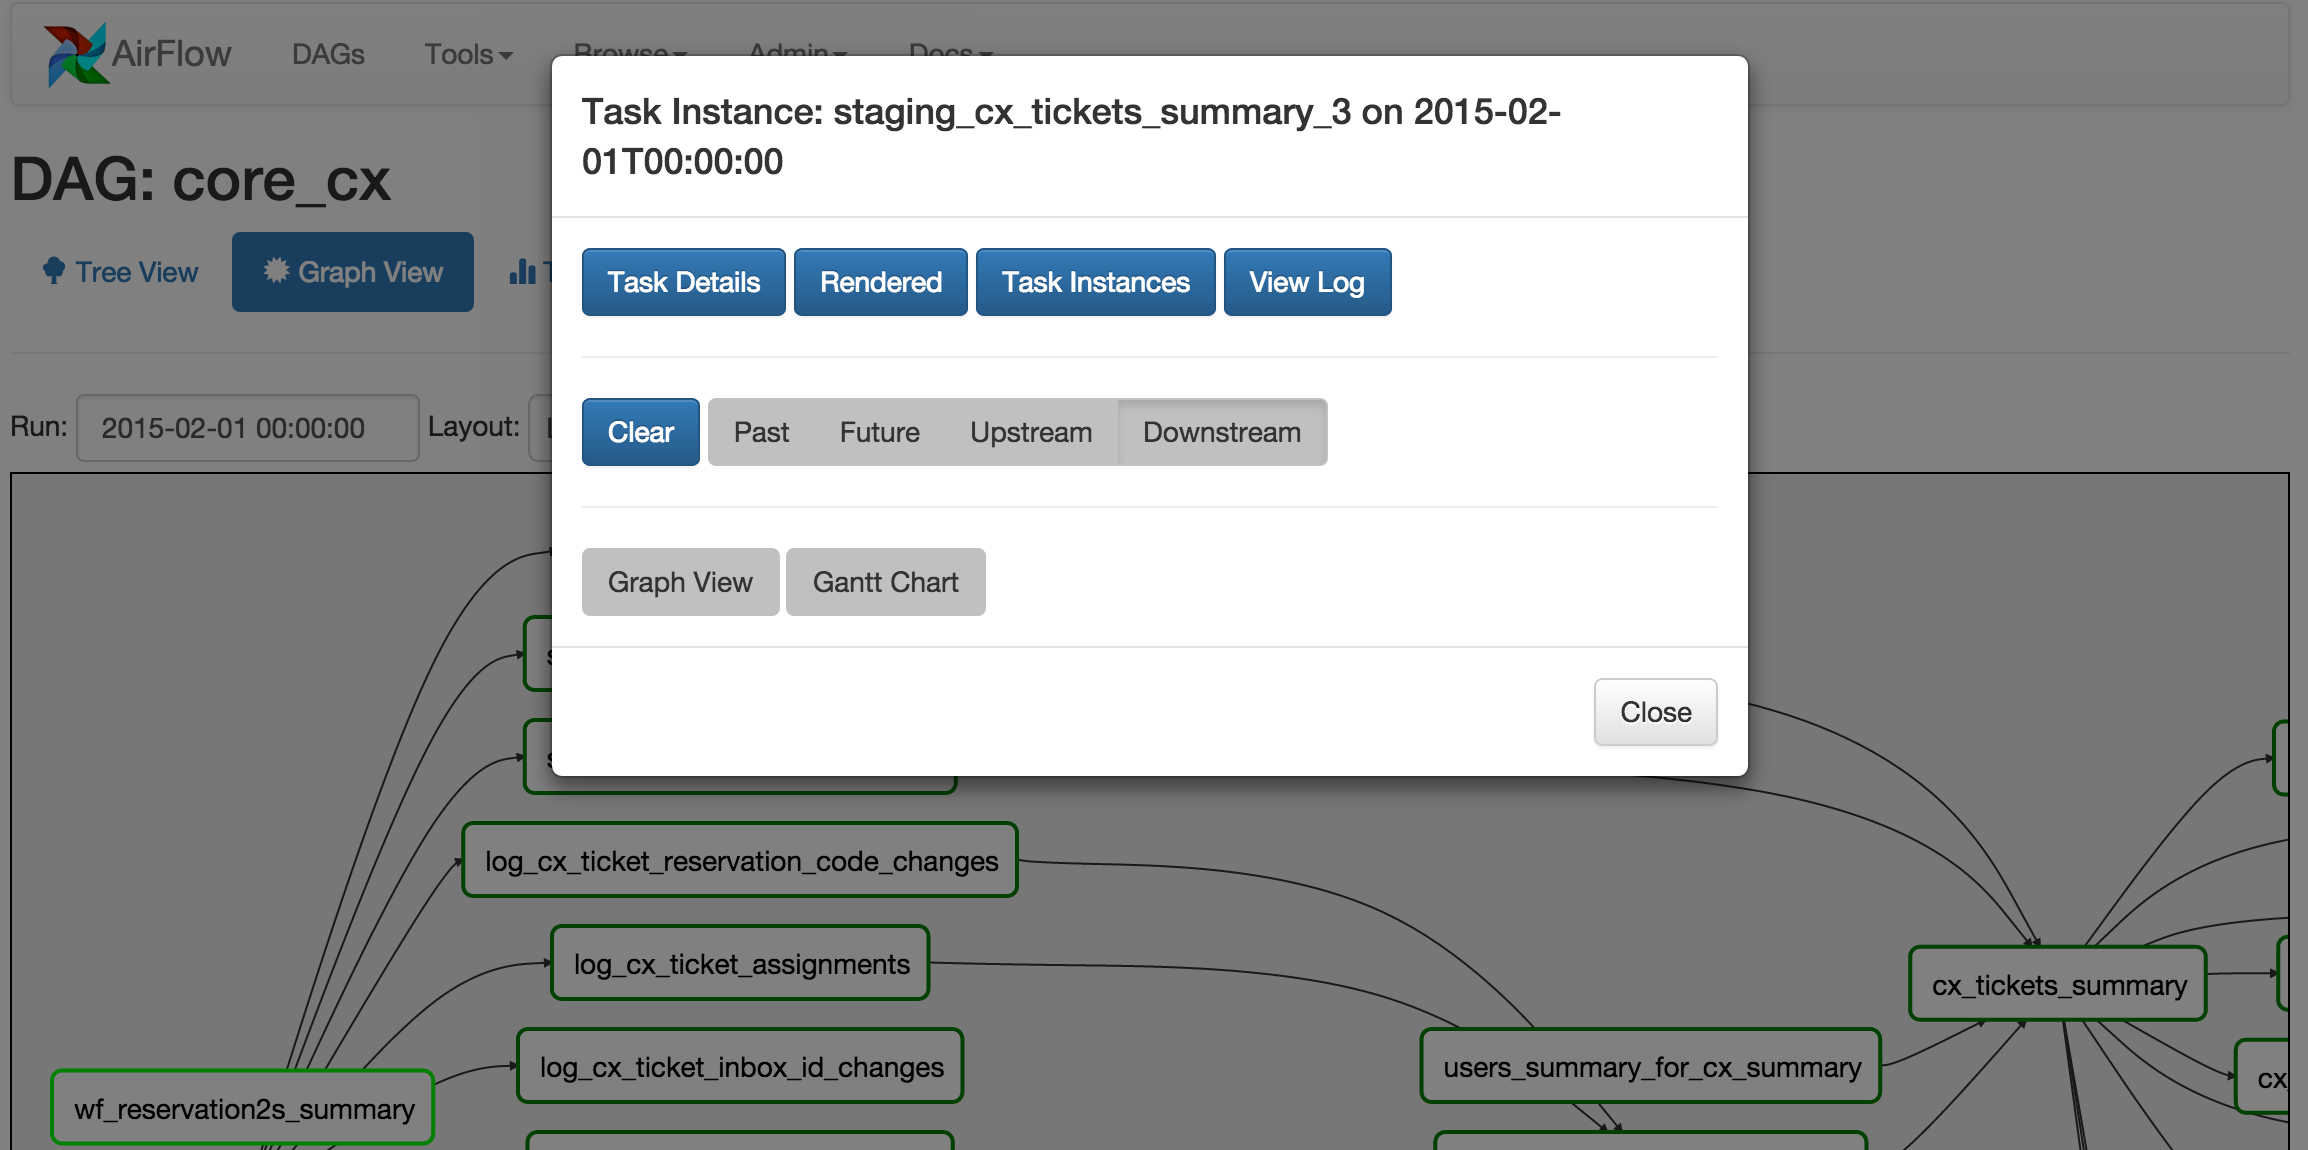 AirFlow DAGs Tools Browse Admin Docs
Task Instance: staging_cx_tickets_summary_3 on 2015-02-
01T00:00:00
DAG: core_cx
Tree View Graph View
Task Details Rendered Task Instances View Log
Run: 2015-02-01 00:00:00 Layout:
Clear Past Future Upstream Downstream
Graph View Gantt Chart
Close
log_cx_ticket_reservation_code_changes
log_cx_ticket_assignments
cx_tickets_summary
log_cx_ticket_inbox_id_changes
users_summary_for_cx_summary
cx
wf_reservation2s_summary